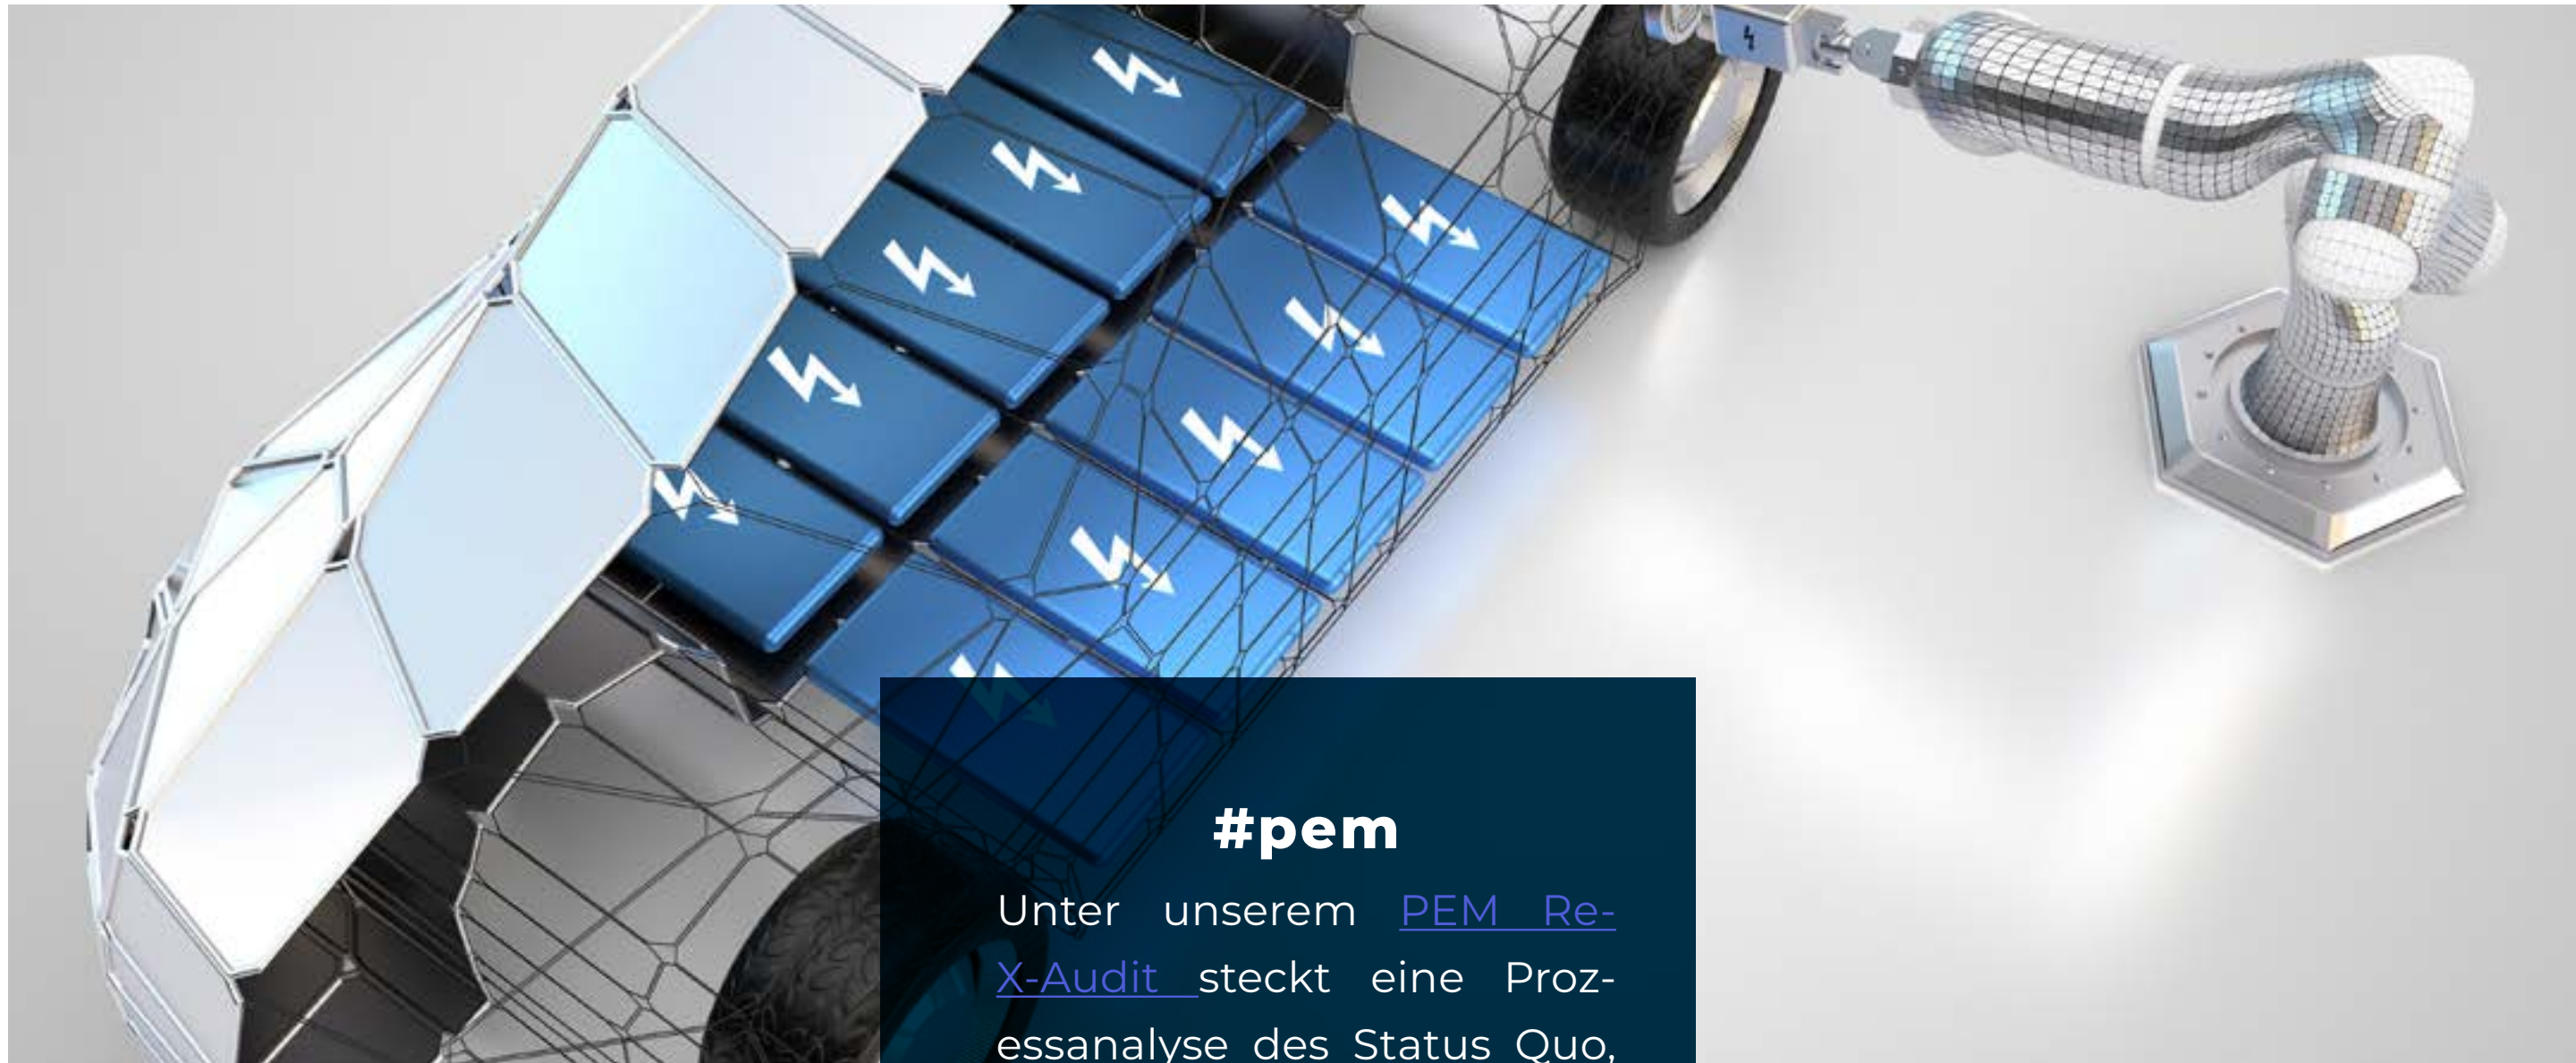 #pem
Unter unserem PEM Re-
X-Audit steckt eine Proz-
essanalyse des Status Quo,